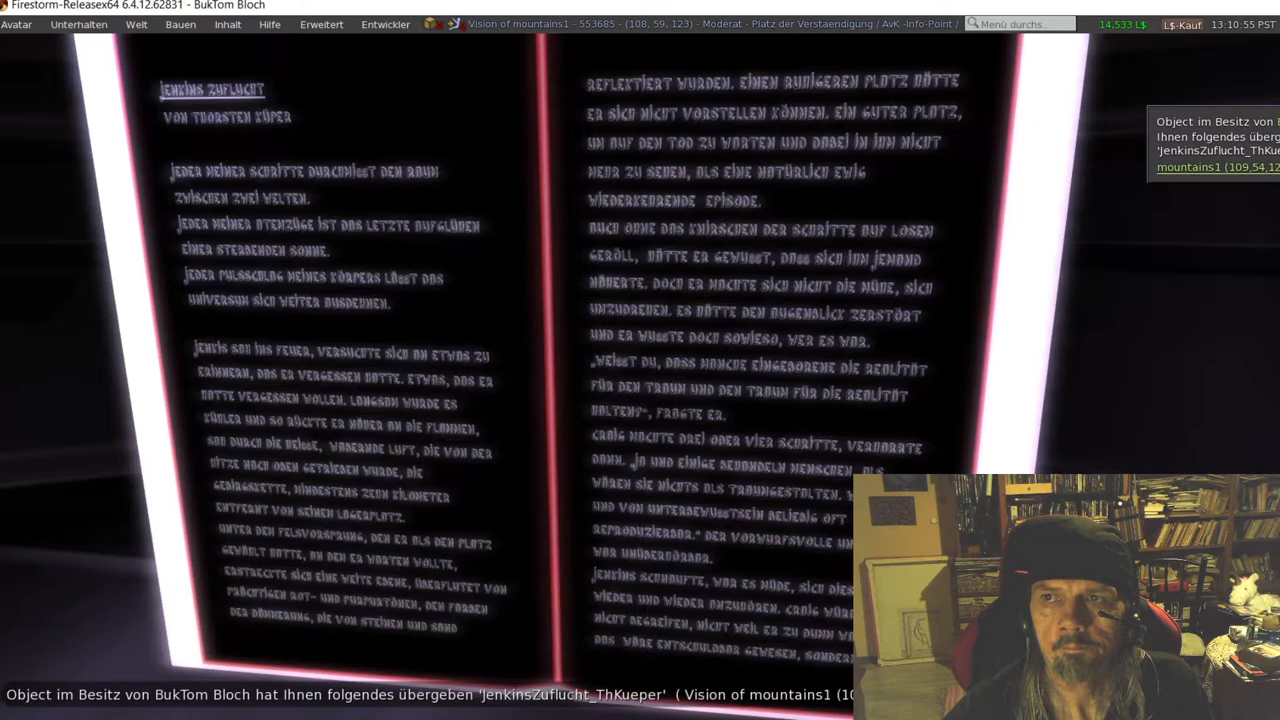 Firestorm-Releasex64 6.4.12.62831 - BukTom Bloch
Avatar Unterhalten Welt Bauen Inhalt Hilfe Erweitert Entwickler Vision of mountains1 - 553685 - (108, 59, 123) - Moderat - Platz der Verstaendigung / AvK -Info-Point / Menü durchs.. 14,533 L$ L$-Kauf 13:10:55 PST
JENKINS ZUFLUCHT
VON THORSTEN KÜPER
JEDER MEINER SCHRITTE DURCHMISST DEN RAUM
ZWISCHEN ZWEI WELTEN.
JEDER MEINER ATEMZÜGE IST DAS LETZTE AUFGLÜHEN
EINER STERBENDEN SONNE.
JEDER PULSSCHLAG MEINES KÖRPERS LÄSST DAS
UNIVERSUM SICH WEITER AUSDEHNEN.
JENKIS SAH INS FEUER, VERSUCHTE SICH AN ETWAS ZU
ERINNERN, DAS ER VERGESSEN HATTE. ETWAS, DAS ER
HATTE VERGESSEN WOLLEN. LANGSAM WURDE ES
KÜHLER UND SO RÜCKTE ER NÄHER AN DIE FLAMMEN,
SAH DURCH DIE HEISSE, WABERNDE LUFT, DIE VON DER
HITZE NACH OBEN GETRIEBEN WURDE, DIE
GEBIRGSKETTE, MINDESTENS ZEHN KILOMETER
ENTFERNT VON SEINEM LAGERPLATZ.
UNTER DEM FELSVORSPRUNG, DEN ER ALS DEN PLATZ
GEWÄHLT HATTE, AN DEM ER WARTEN WOLLTE,
ERSTRECKTE SICH EINE WEITE EBENE, ÜBERFLUTET VON
PRÄCHTIGEN ROT- UND PURPURTÖNEN, DEN FARBEN
DER DÄMMERUNG, DIE VON STEINEN UND SAND
REFLEKTIERT WURDEN. EINEN RUHIGEREN PLATZ HÄTTE
ER SICH NICHT VORSTELLEN KÖNNEN. EIN GUTER PLATZ,
UM AUF DEN TOD ZU WARTEN UND DABEI IN IHM NICHT
MEHR ZU SEHEN, ALS EINE NATÜRLICH EWIG
WIEDERKEHRENDE EPISODE.
AUCH OHNE DAS KNIRSCHEN DER SCHRITTE AUF LOSEM
GERÖLL, HÄTTE ER GEWUSST, DASS SICH IHM JEMAND
NÄHERTE. DOCH ER MACHTE SICH NICHT DIE MÜHE, SICH
UMZUDREHEN. ES HÄTTE DEN AUGENBLICK ZERSTÖRT
UND ER WUSSTE DOCH SOWIESO, WER ES WAR.
„WEISST DU, DASS MANCHE EINGEBORENE DIE REALITÄT
FÜR DEN TRAUM UND DEN TRAUM FÜR DIE REALITÄT
HALTEN?“, FRAGTE ER.
CRAIG MACHTE DREI ODER VIER SCHRITTE, VERHARRTE
DANN. „JA UND EINIGE BEHANDELN MENSCHEN, ALS
WÄREN SIE NICHTS ALS TRAUMGESTALTEN.
UND VON UNTERBEWUSSTSEIN BELIEBIG OFT
REPRODUZIERBAR.“ DER VORWURFSVOLLE
WAR UNÜBERHÖRBAR.
JENKINS SCHNAUFTE, WAR ES MÜDE, SICH
WIEDER UND WIEDER ANZUHÖREN. CRAIG
NICHT BEGREIFEN, NICHT WEIL ER ZU DUMM
DAS WÄRE ENTSCHULDBAR GEWESEN,
Object im Besitz von
Ihnen folgendes überge
'JenkinsZuflucht_ThKue
mountains1 (109,54,12
Object im Besitz von BukTom Bloch hat Ihnen folgendes übergeben 'JenkinsZuflucht_ThKueper' ( Vision of mountains1 (10